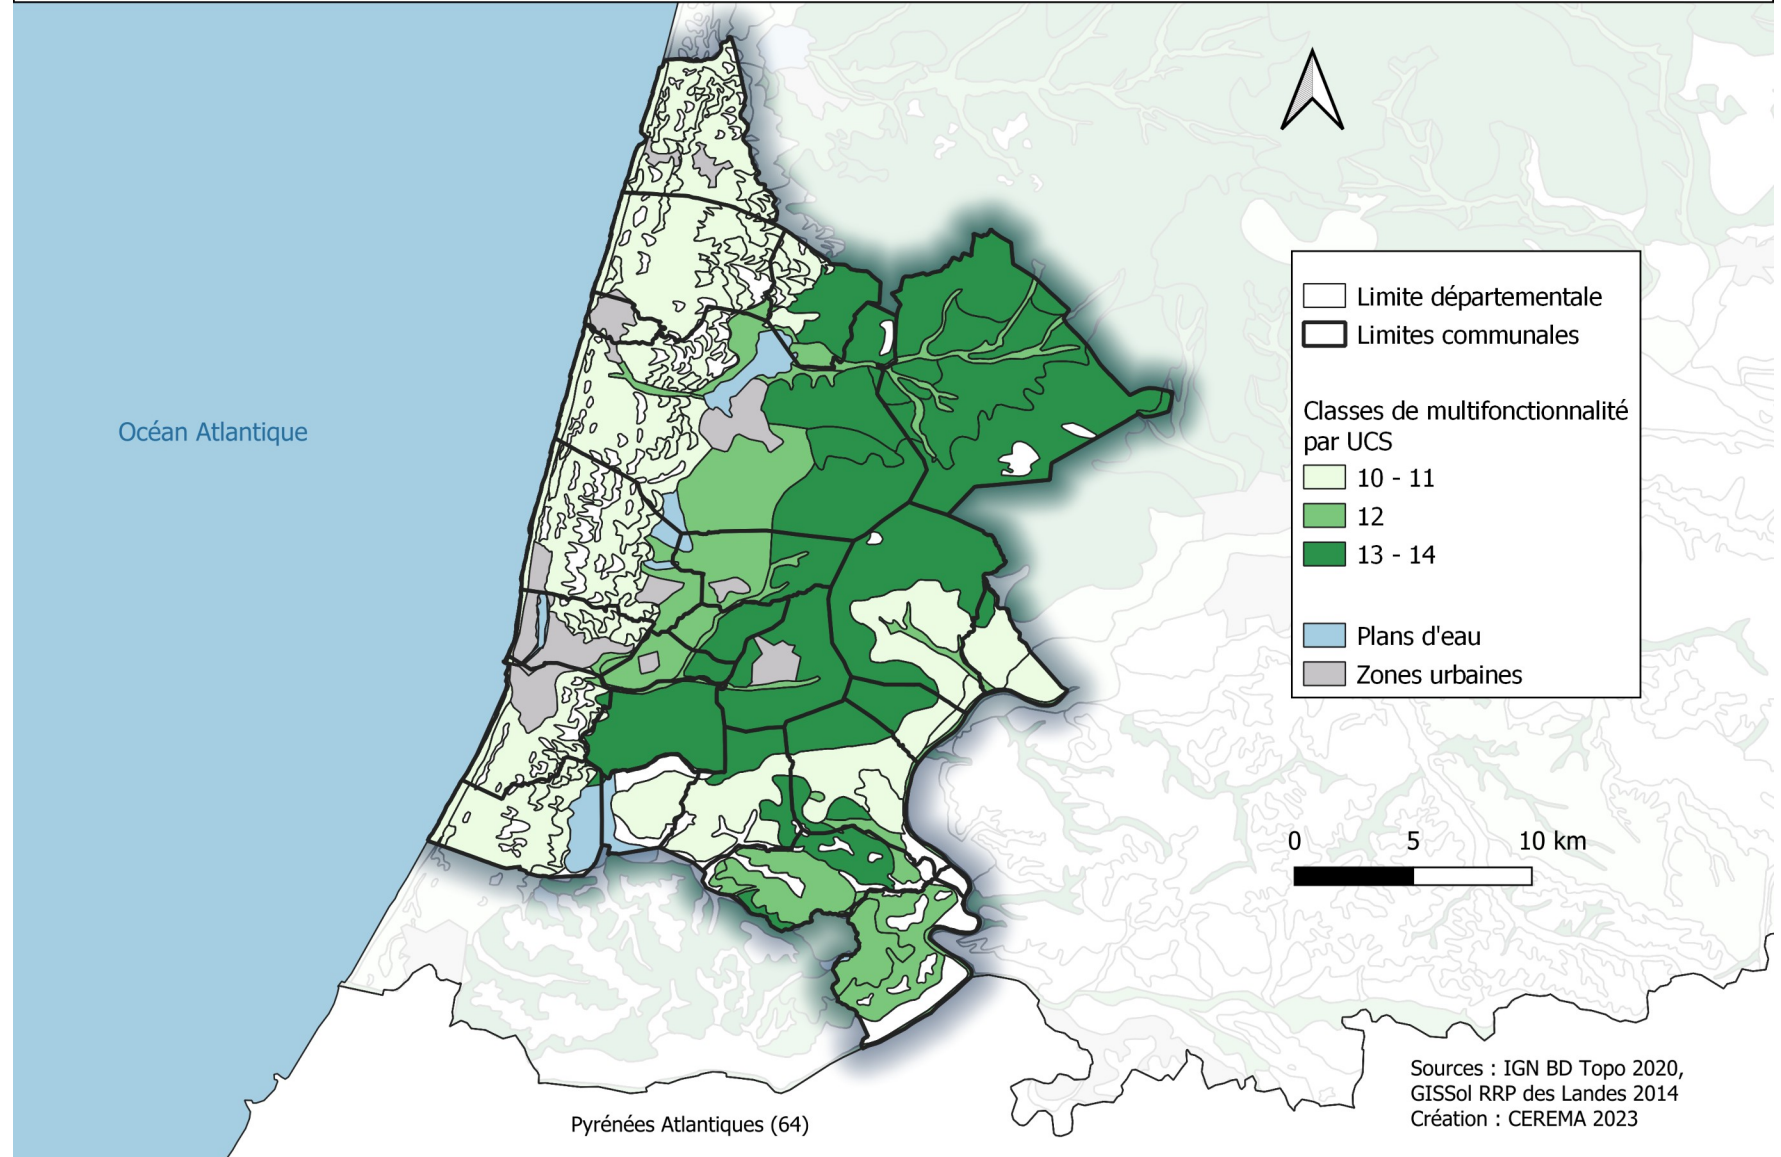 Océan Atlantique
Limite départementale
Limites communales
Classes de multifonctionnalité
par UCS
10 - 11
12
13 - 14
Plans d'eau
Zones urbaines
0 5 10 km
Sources : IGN BD Topo 2020,
GISSol RRP des Landes 2014
Création : CEREMA 2023
Pyrénées Atlantiques (64)